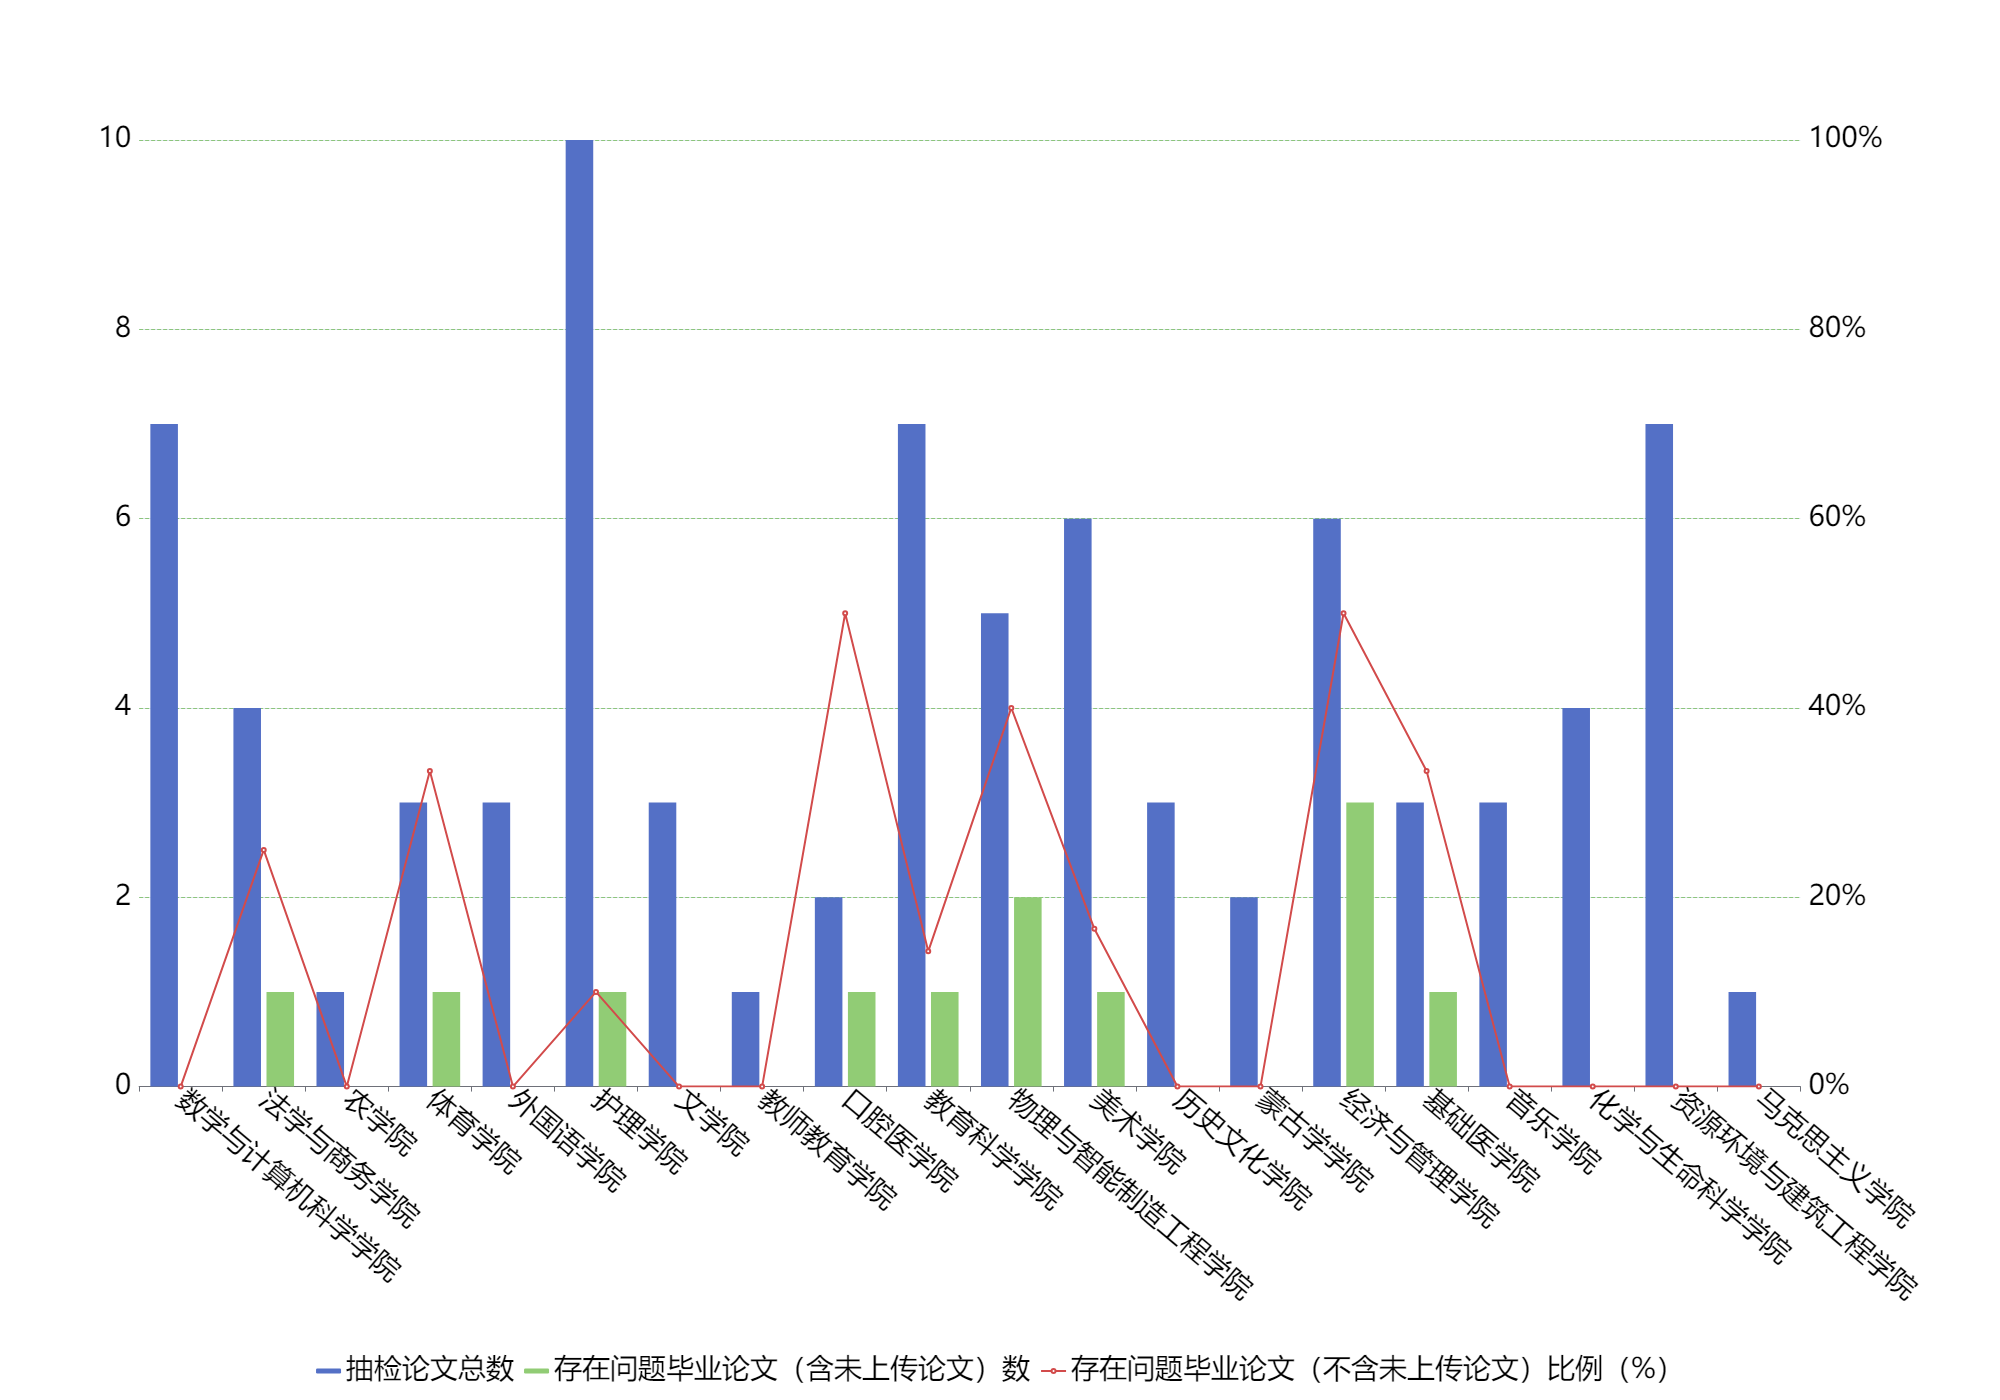 10
8
6
4
2
0
100%
80%
60%
40%
20%
0%
数学与计算机科学学院
法学与商务学院
农学院
体育学院
外国语学院
护理学院
文学院
教师教育学院
口腔医学院
教育科学学院
物理与智能制造工程学院
美术学院
历史文化学院
蒙古学学院
经济与管理学院
基础医学院
音乐学院
化学与生命科学学院
资源环境与建筑工程学院
马克思主义学院
抽检论文总数 存在问题毕业论文（含未上传论文）数 存在问题毕业论文（不含未上传论文）比例（%）